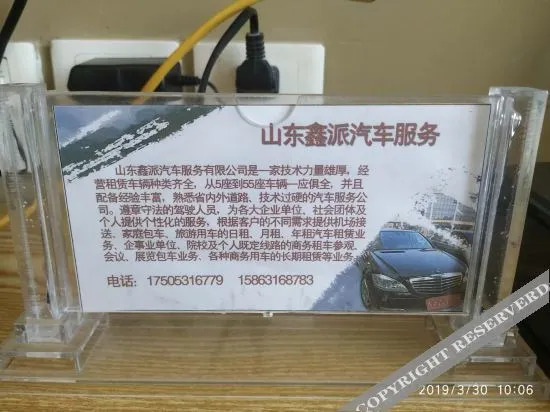 山东鑫派汽车服务
山东鑫派汽车服务有限公司是一家技术力量雄厚，经
营租赁车辆种类齐全，从5座到55座车辆一应俱全，并且
配备经验丰富，熟悉省内外道路、技术过硬的汽车服务公
司。遵章守法的驾驶人员，为各大企业单位、社会团体及
个人提供个性化的服务，根据客户的不同需求提供机场接
送、家庭包车、旅游用车的日租、月租、年租汽车租赁业
务、企事业单位、院校及个人既定线路的商务租车参观、
会议、展览包车业务、各种商务用车的长期租赁等业务。
电话：17505316779 15863168783
COPYRIGHT RESERVERD
2019/3/30 10:06